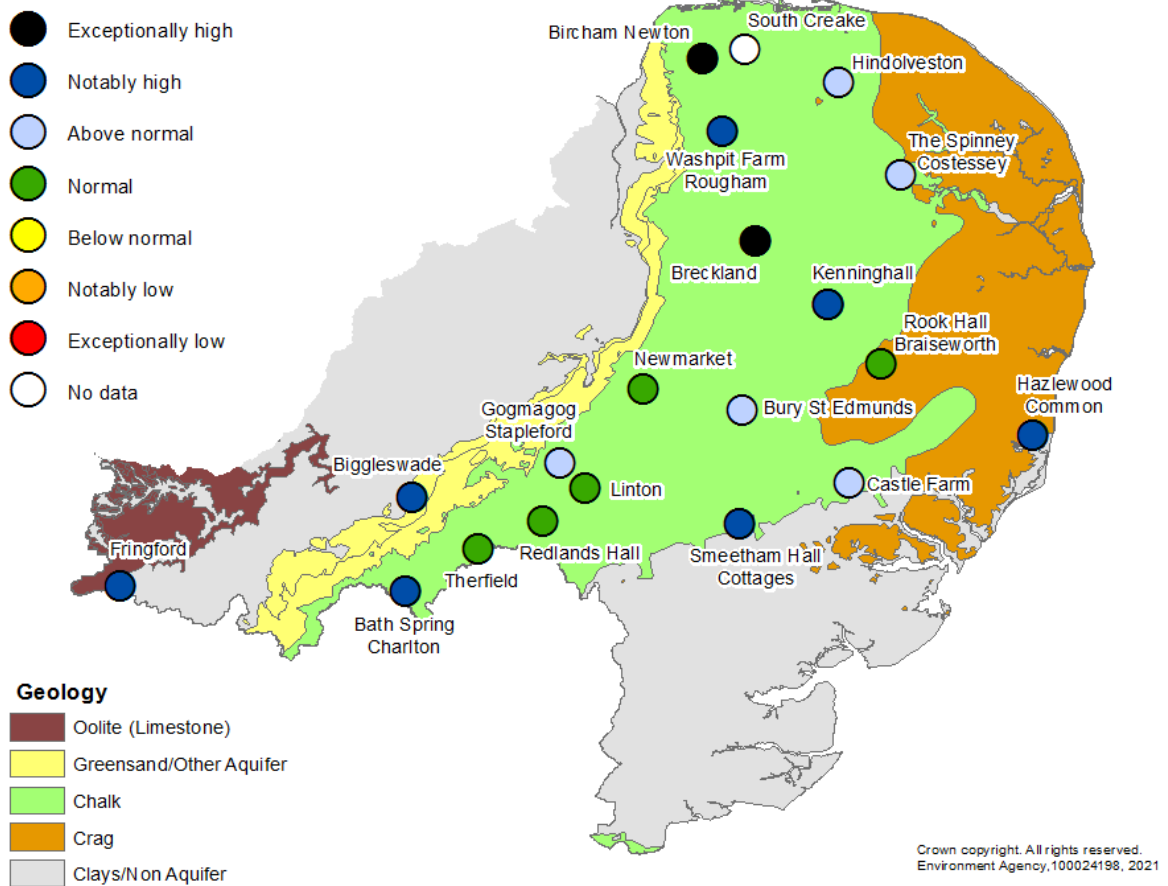 Exceptionally high
Notably high
Above normal
Normal
Below normal
Notably low
Exceptionally low
No data
South Creake
Bircham Newton
Hindolveston
Washpit Farm
Rougham
The Spinney
Costessey
Breckland
Kenninghall
Rook Hall
Braiseworth
Newmarket
Hazlewood
Common
Bury St Edmunds
Gogmagog
Stapleford
Biggleswade
Linton
Castle Farm
Fringford
Redlands Hall
Smeetham Hall
Cottages
Therfield
Bath Spring
Charlton
Geology
Oolite (Limestone)
Greensand/Other Aquifer
Chalk
Crag
Clays/Non Aquifer
Crown copyright. All rights reserved.
Environment Agency,100024198, 2021